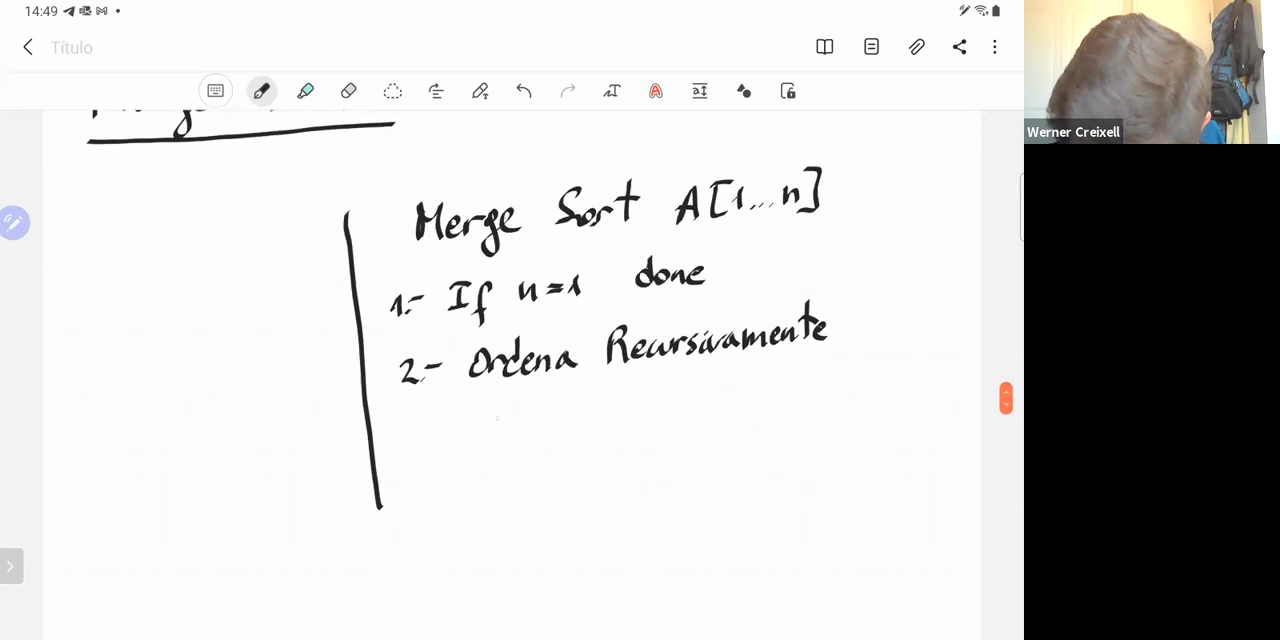 14:49
Título
Merge Sort A[1...n]
1.- If n=1 done
2.- Ordena Recursivamente
Werner Creixell